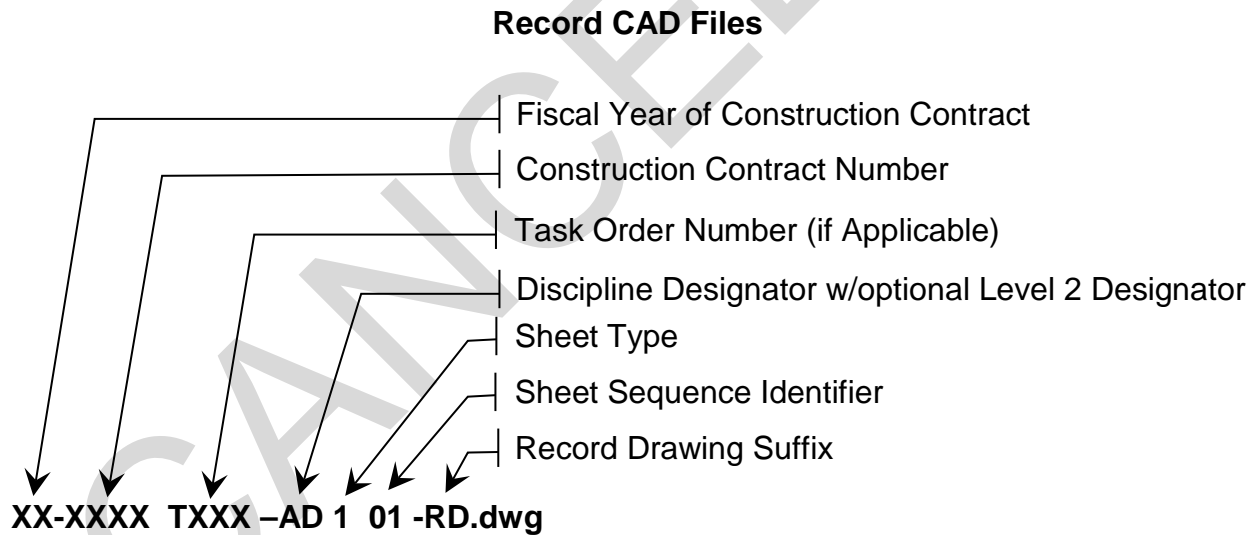 Record CAD Files
Fiscal Year of Construction Contract
Construction Contract Number
Task Order Number (if Applicable)
Discipline Designator w/optional Level 2 Designator
Sheet Type
Sheet Sequence Identifier
Record Drawing Suffix
XX-XXXX TXXX –AD 1 01 -RD.dwg